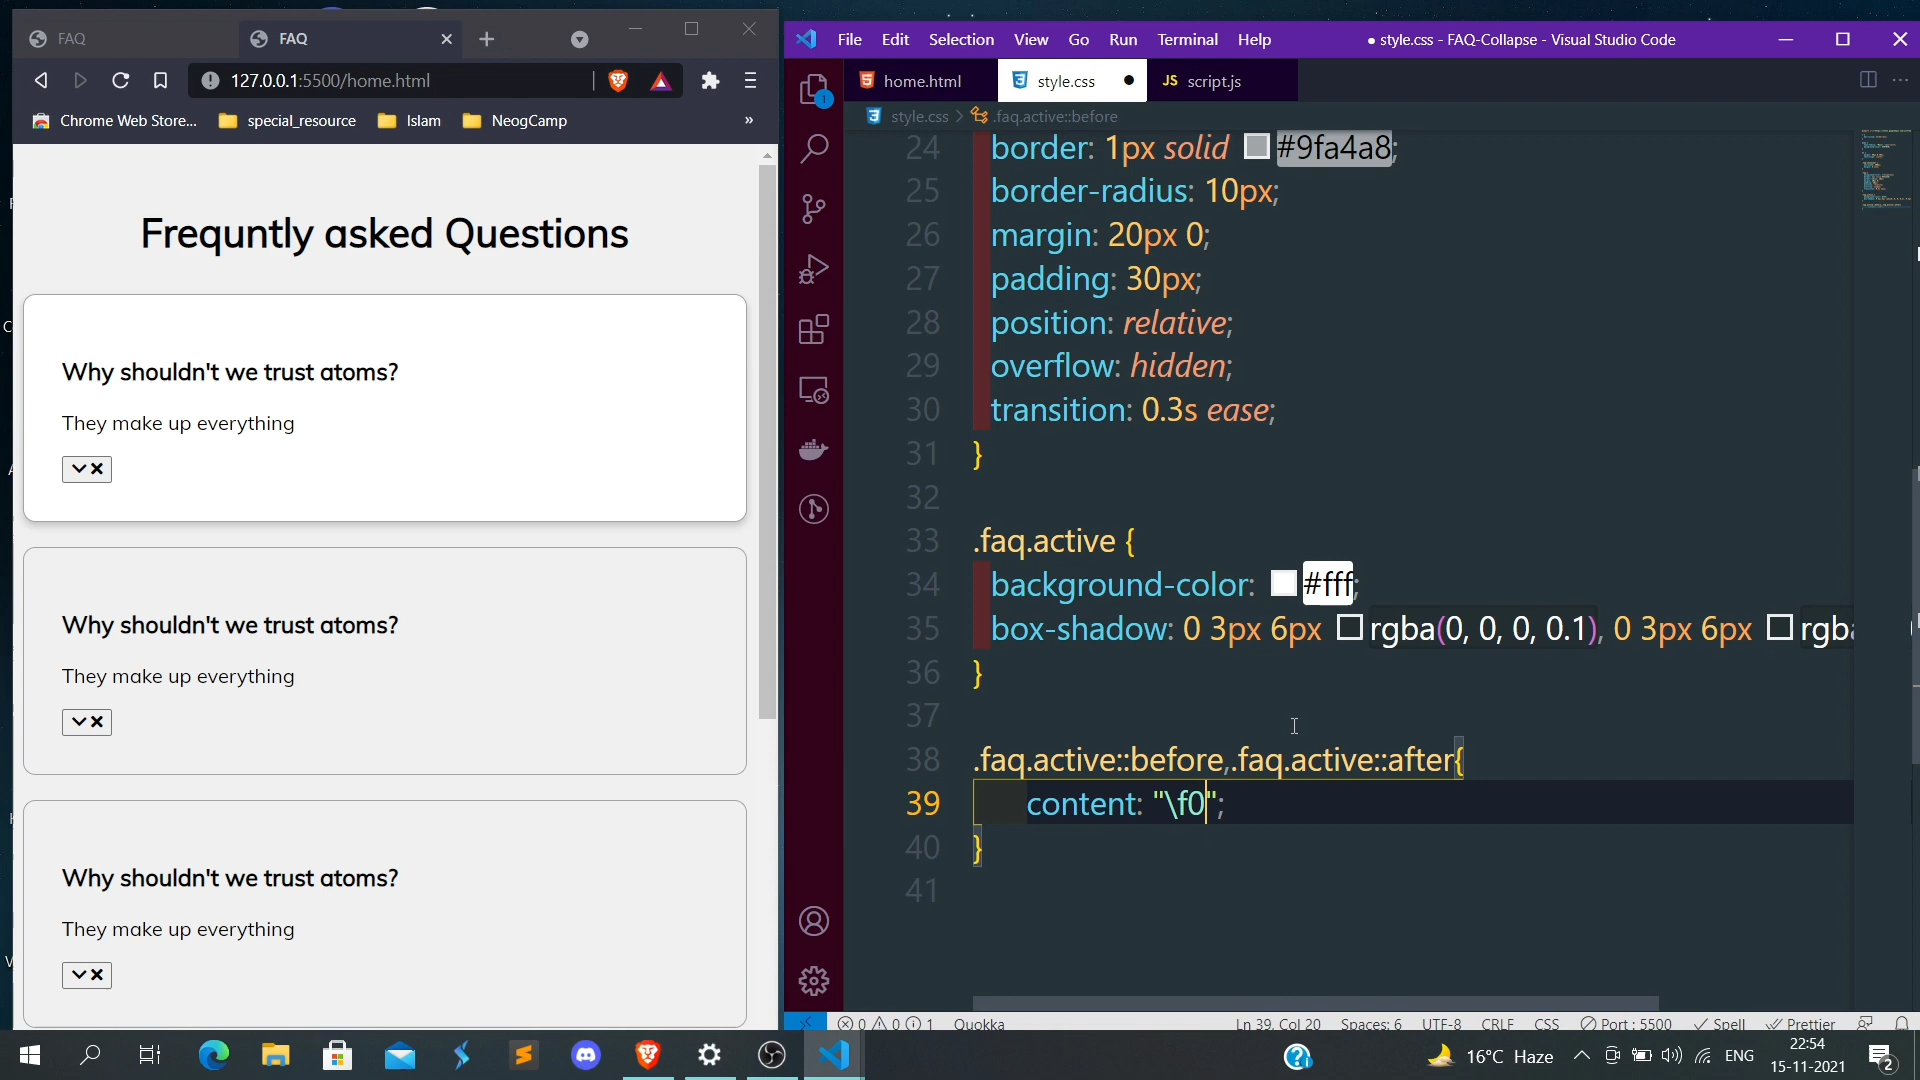 FAQ
FAQ
127.0.0.1:5500/home.html
Chrome Web Store...
special_resource
Islam
NeogCamp
»
Frequntly asked Questions
Why shouldn't we trust atoms?
They make up everything
Why shouldn't we trust atoms?
They make up everything
Why shouldn't we trust atoms?
They make up everything
File Edit Selection View Go Run Terminal Help
● style.css - FAQ-Collapse - Visual Studio Code
home.html
style.css
JS script.js
style.css > .faq.active::before
24 border: 1px solid #9fa4a8;
25 border-radius: 10px;
26 margin: 20px 0;
27 padding: 30px;
28 position: relative;
29 overflow: hidden;
30 transition: 0.3s ease;
31 }
32
33 .faq.active {
34 background-color: #fff;
35 box-shadow: 0 3px 6px rgba(0, 0, 0, 0.1), 0 3px 6px rgba
36 }
37
38 .faq.active::before,.faq.active::after{
39 content: "\f0";
40 }
41
1
0 0 1 Quokka
Ln 39, Col 20 Spaces: 6 UTF-8 CRLF CSS Port : 5500 Spell Prettier
16°C Haze
ENG
22:54
15-11-2021
2